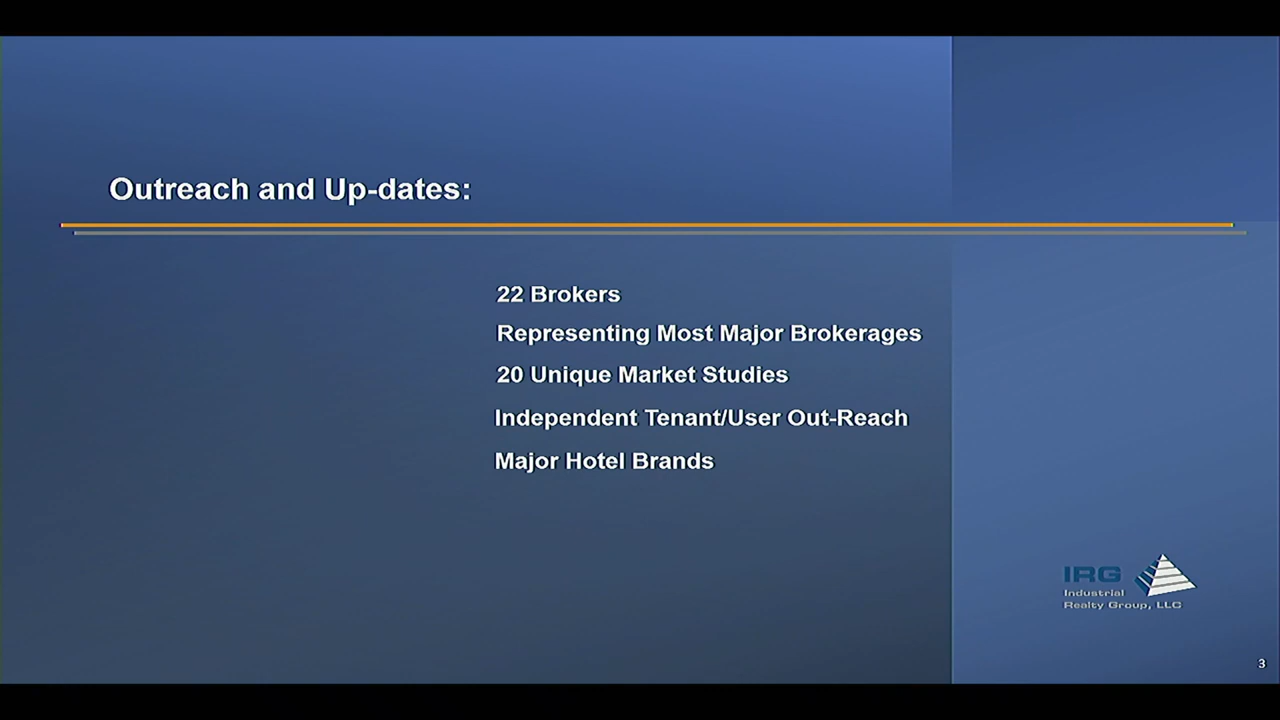 Outreach and Up-dates:
22 Brokers
Representing Most Major Brokerages
20 Unique Market Studies
Independent Tenant/User Out-Reach
Major Hotel Brands
IRG
Industrial
Realty Group, LLC
3